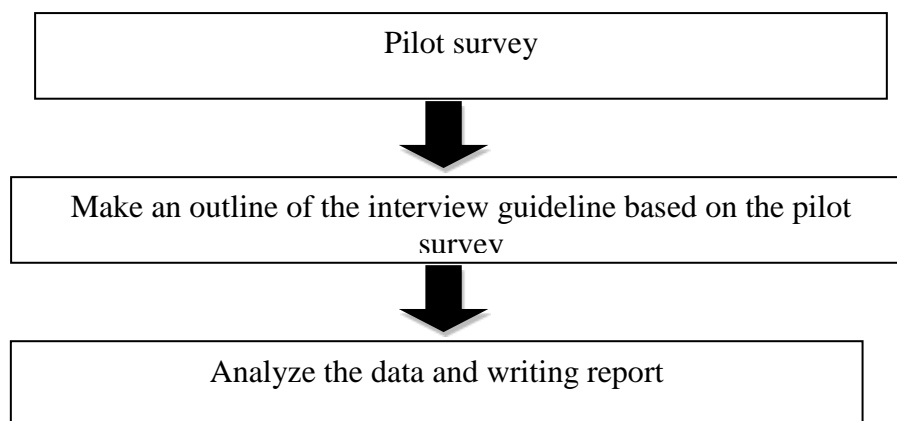 Pilot survey
Make an outline of the interview guideline based on the pilot
survey
Analyze the data and writing report